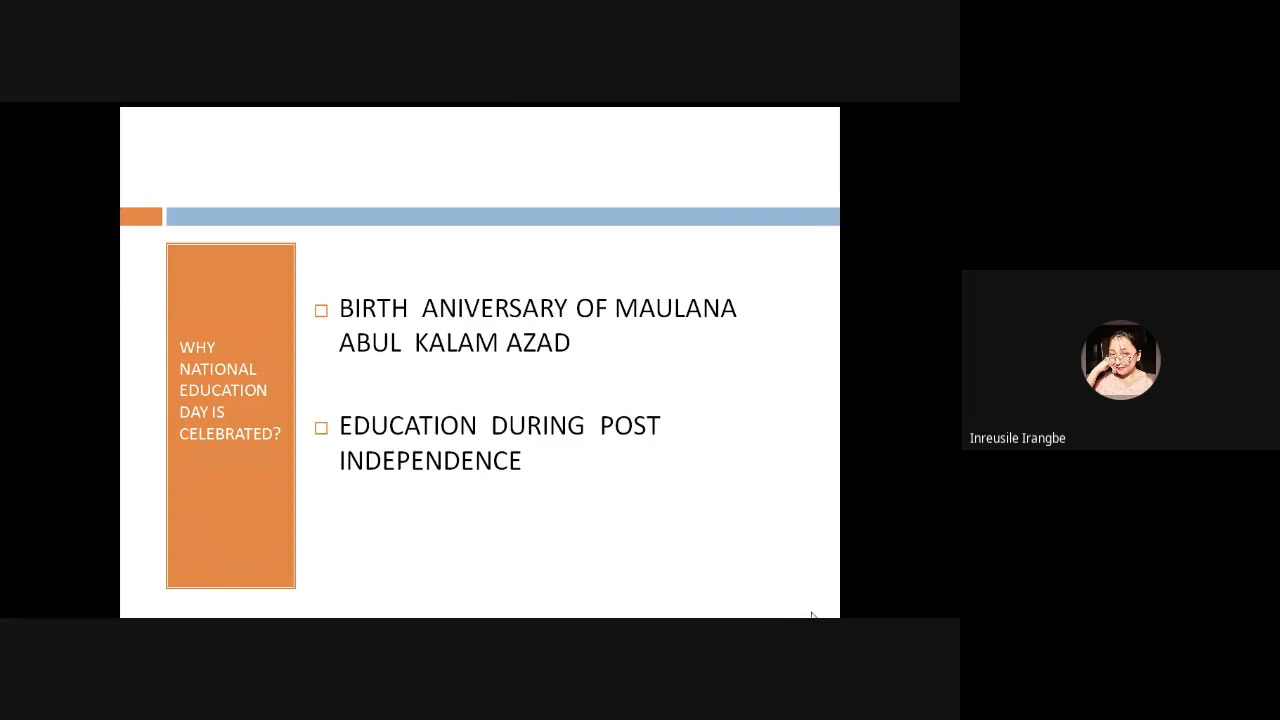 WHY
NATIONAL
EDUCATION
DAY IS
CELEBRATED?
BIRTH ANIVERSARY OF MAULANA
ABUL KALAM AZAD
EDUCATION DURING POST
INDEPENDENCE
Inreusile Irangbe